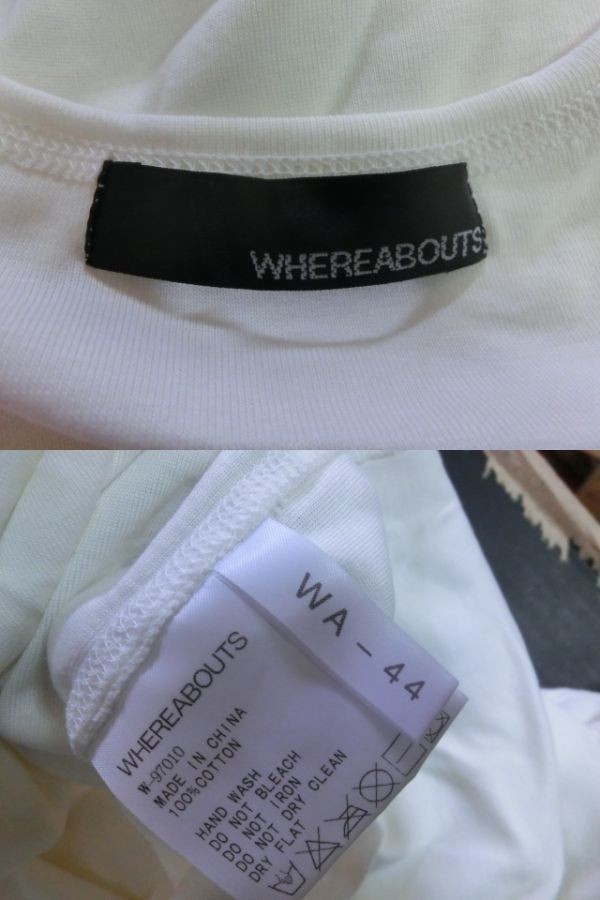 WHEREABOUTS
WA-44
WHEREABOUTS
W-97010
MADE IN CHINA
100%COTTON
HAND WASH
DO NOT BLEACH
DO NOT IRON
DO NOT DRY CLEAN
DRY FLAT